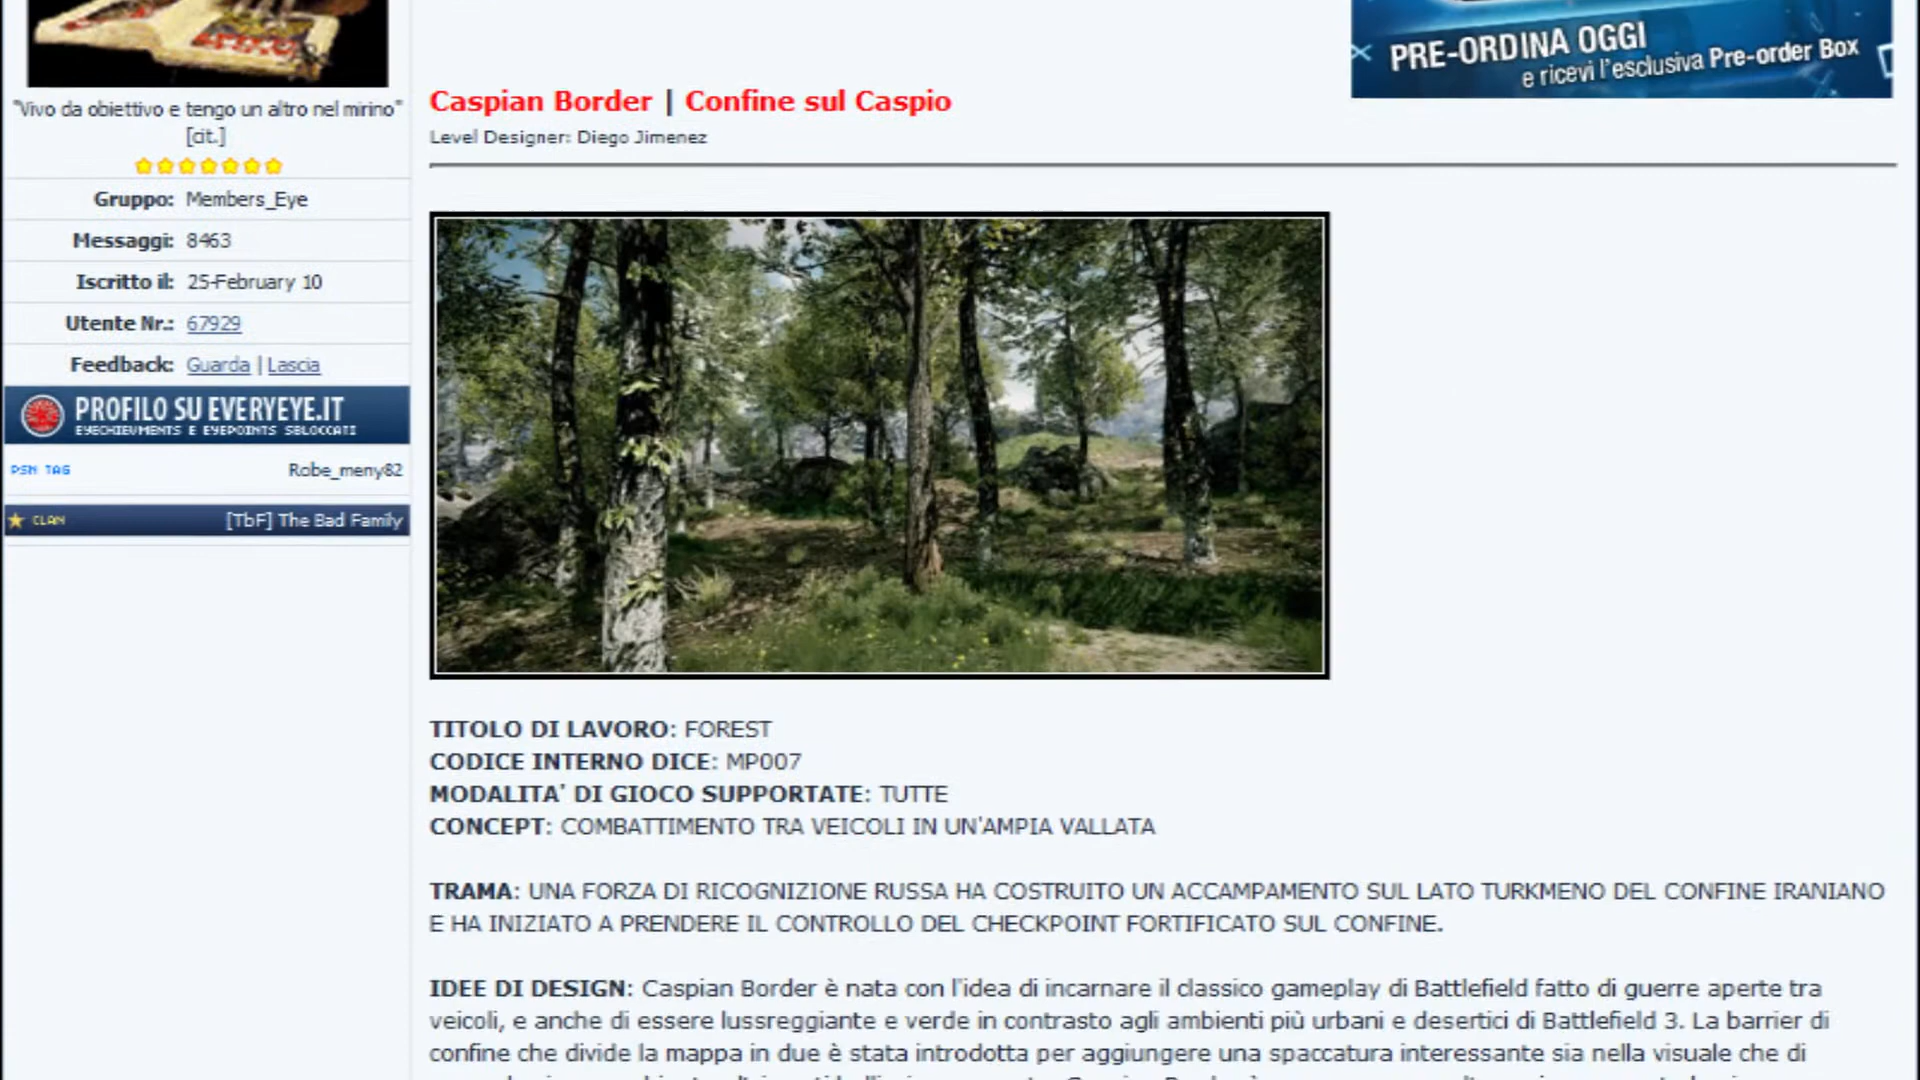 PRE-ORDINA OGGI
e ricevi l'esclusiva Pre-order Box
"Vivo da obiettivo e tengo un altro nel mirino"
[cit.]
Gruppo: Members_Eye
Messaggi: 8463
Iscritto il: 25-February 10
Utente Nr.: 67929
Feedback: Guarda | Lascia
PROFILO SU EVERYEYE.IT
EYECHIEVMENTS E EYEPOINTS SBLOCCATI
PSN TAG Robe_meny82
CLAN [TbF] The Bad Family
Caspian Border | Confine sul Caspio
Level Designer: Diego Jimenez
TITOLO DI LAVORO: FOREST
CODICE INTERNO DICE: MP007
MODALITA' DI GIOCO SUPPORTATE: TUTTE
CONCEPT: COMBATTIMENTO TRA VEICOLI IN UN'AMPIA VALLATA
TRAMA: UNA FORZA DI RICOGNIZIONE RUSSA HA COSTRUITO UN ACCAMPAMENTO SUL LATO TURKMENO DEL CONFINE IRANIANO
E HA INIZIATO A PRENDERE IL CONTROLLO DEL CHECKPOINT FORTIFICATO SUL CONFINE.
IDEE DI DESIGN: Caspian Border è nata con l'idea di incarnare il classico gameplay di Battlefield fatto di guerre aperte tra
veicoli, e anche di essere lussreggiante e verde in contrasto agli ambienti più urbani e desertici di Battlefield 3. La barrier di
confine che divide la mappa in due è stata introdotta per aggiungere una spaccatura interessante sia nella visuale che di